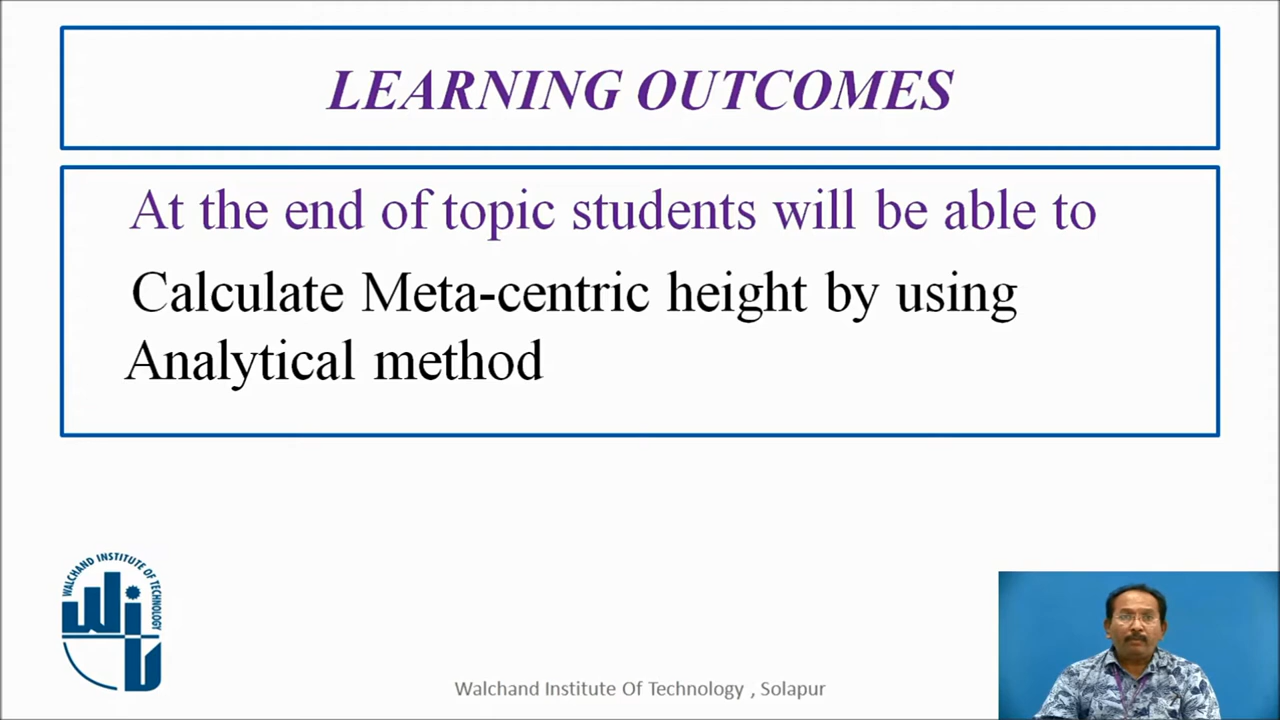 LEARNING OUTCOMES
At the end of topic students will be able to
Calculate Meta-centric height by using
Analytical method
WALCHAND INSTITUTE OF TECHNOLOGY
WIT
Walchand Institute Of Technology , Solapur